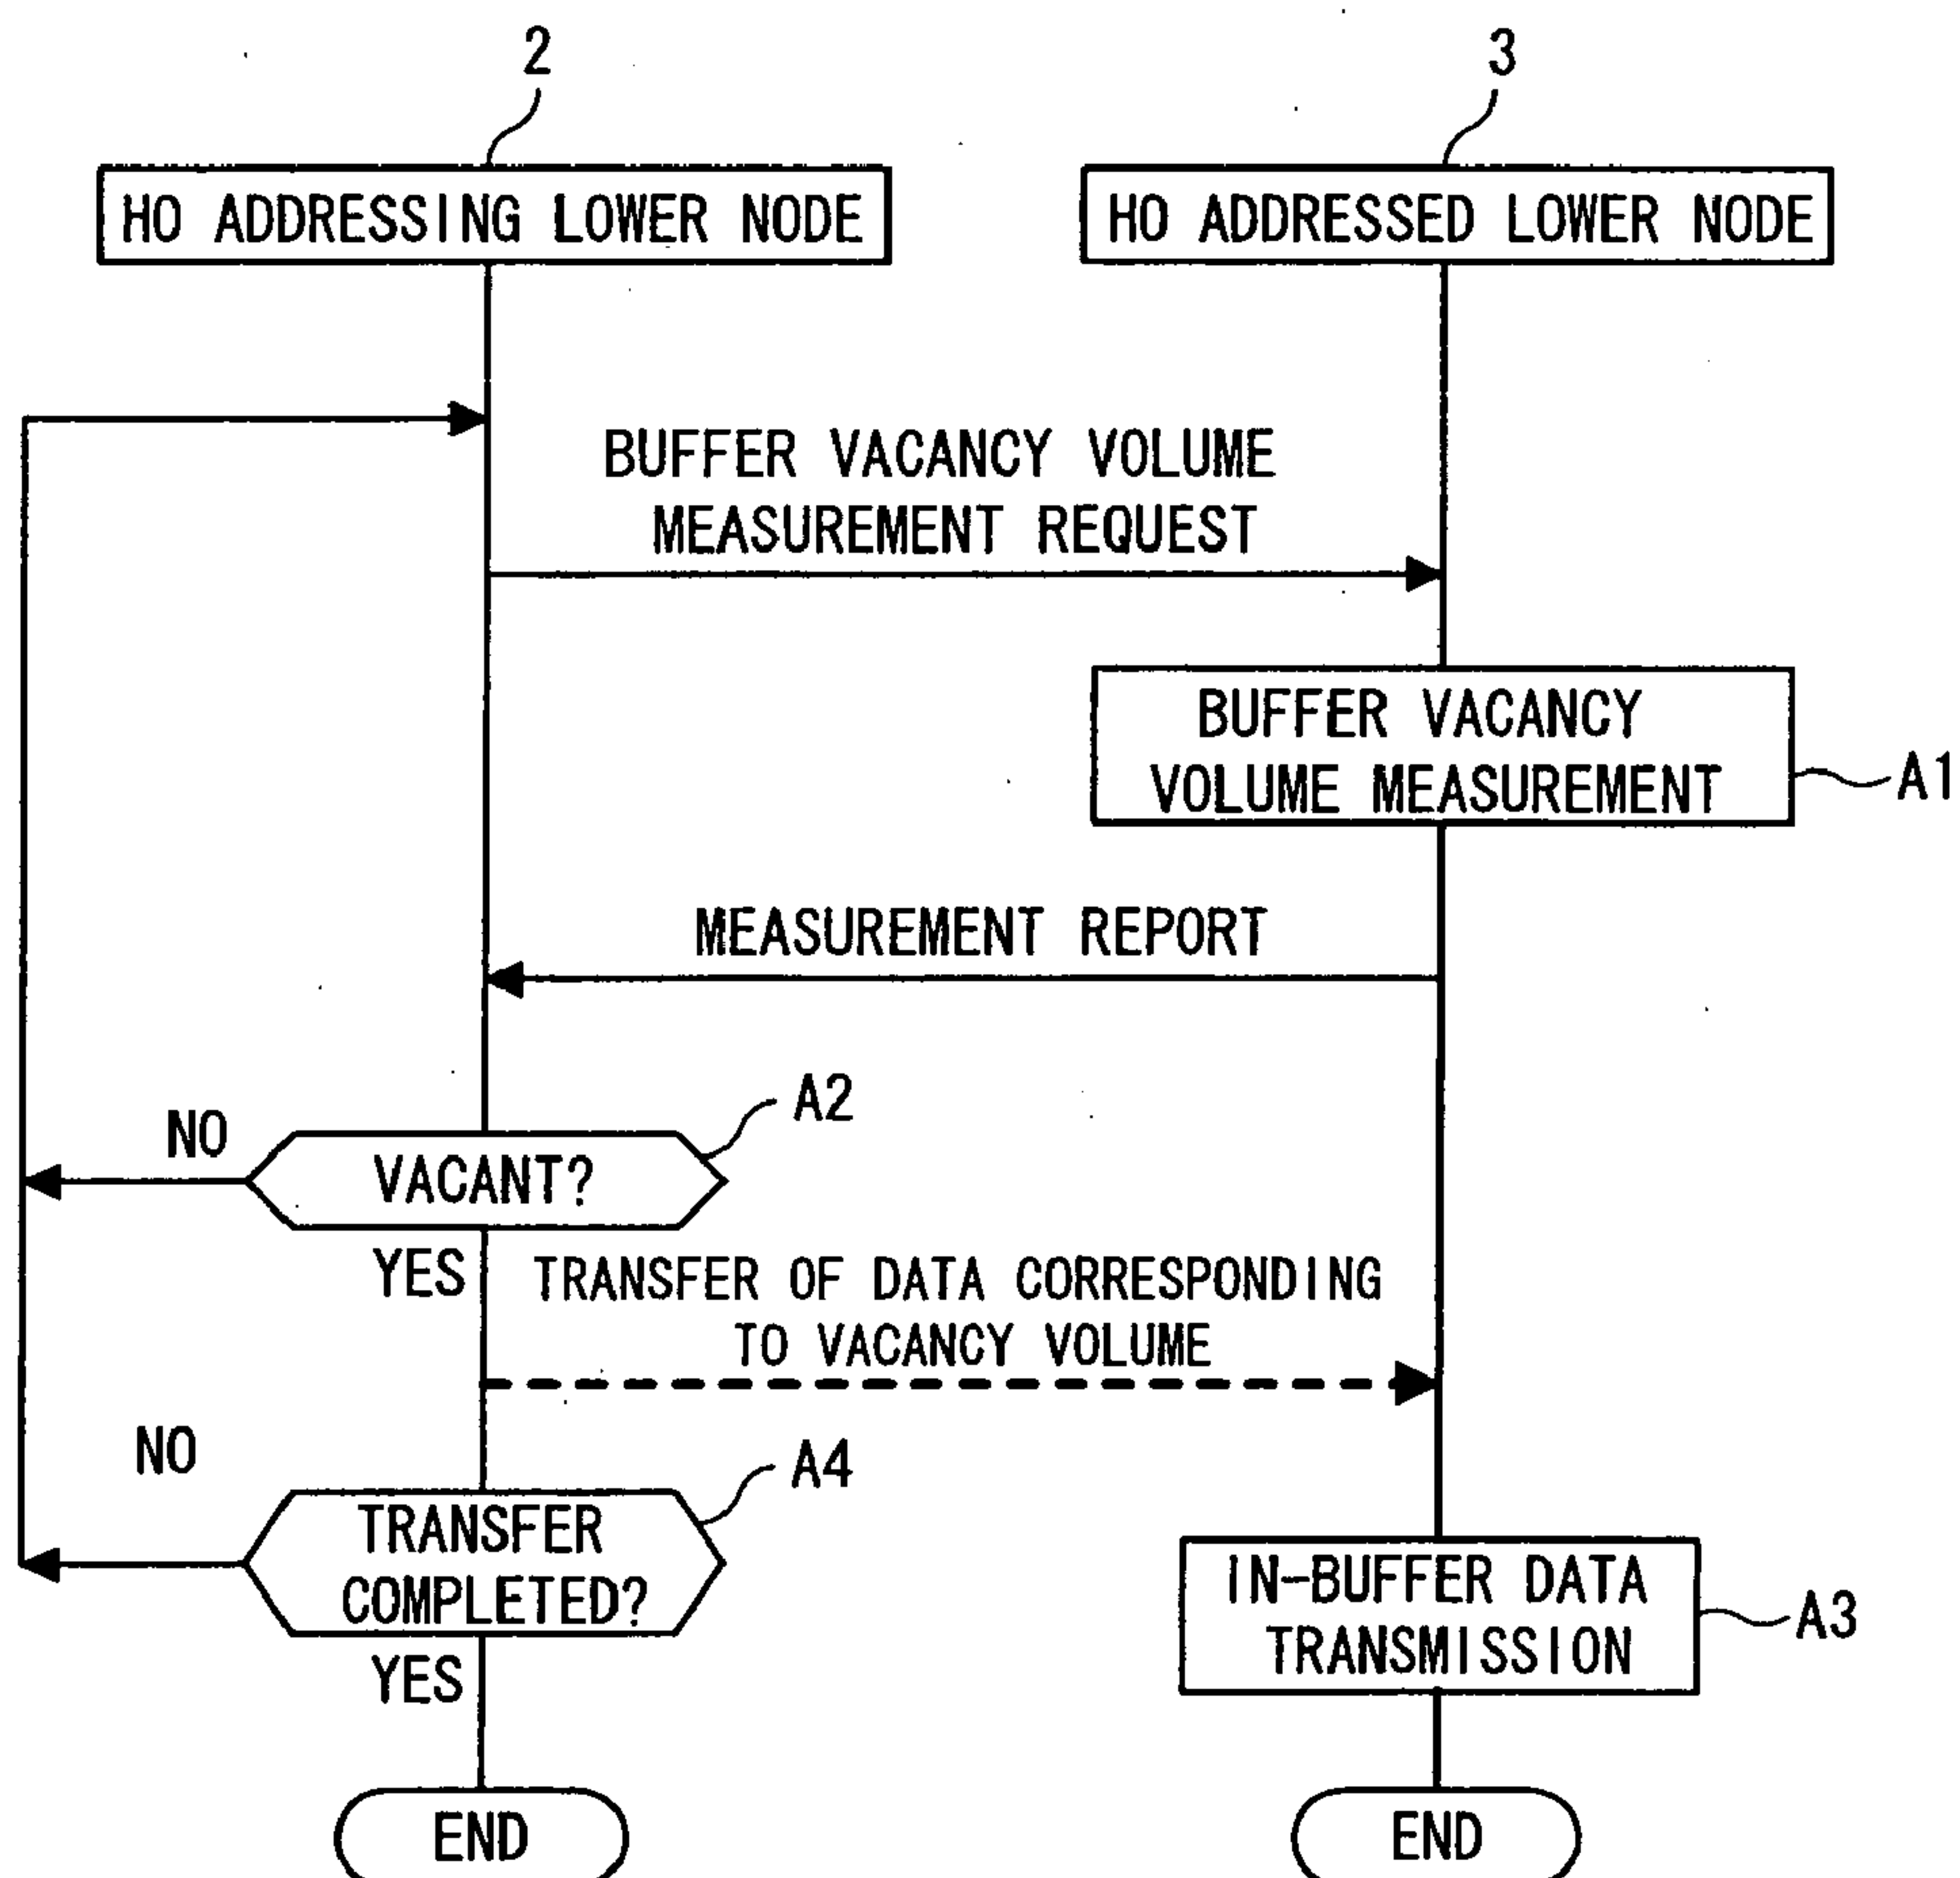 2
3
HO ADDRESSING LOWER NODE
HO ADDRESSED LOWER NODE
BUFFER VACANCY VOLUME
MEASUREMENT REQUEST
BUFFER VACANCY
VOLUME MEASUREMENT
A1
MEASUREMENT REPORT
A2
NO
VACANT?
YES
TRANSFER OF DATA CORRESPONDING
TO VACANCY VOLUME
NO
A4
TRANSFER
COMPLETED?
IN-BUFFER DATA
TRANSMISSION
A3
YES
END
END